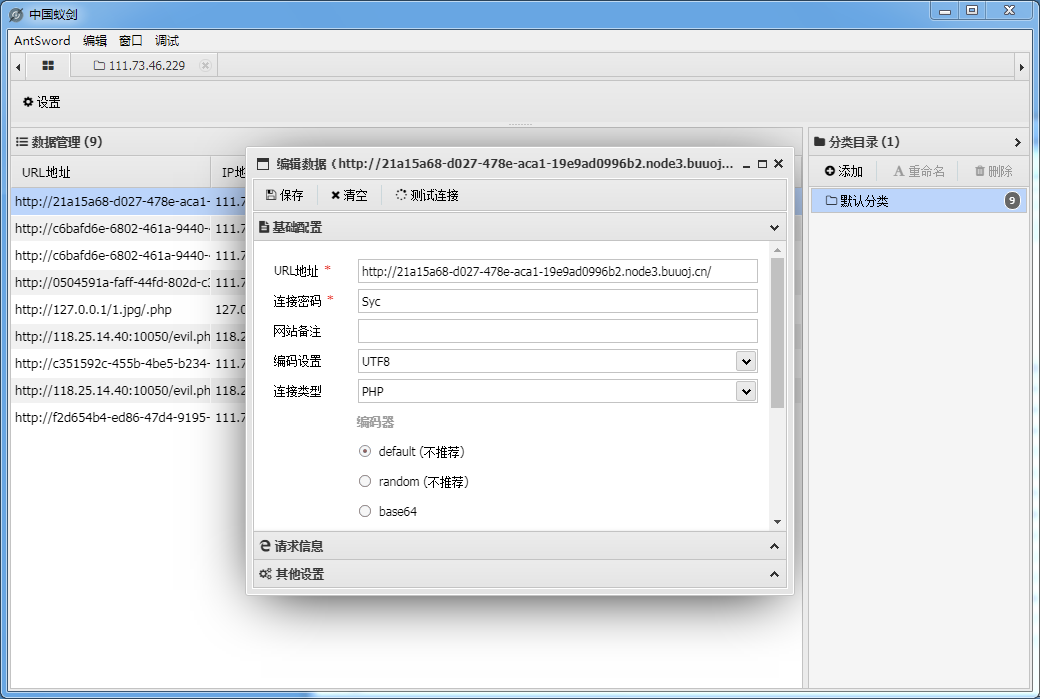 中国蚁剑
AntSword 编辑 窗口 调试
111.73.46.229
设置
数据管理 (9)
URL地址 IP地
http://21a15a68-d027-478e-aca1- 111.7
http://c6bafd6e-6802-461a-9440- 111.7
http://c6bafd6e-6802-461a-9440- 111.7
http://0504591a-faff-44fd-802d-c3 111.7
http://127.0.0.1/1.jpg/.php 127.0
http://118.25.14.40:10050/evil.ph 118.2
http://c351592c-455b-4be5-b234- 111.7
http://118.25.14.40:10050/evil.ph 118.2
http://f2d654b4-ed86-47d4-9195- 111.7
编辑数据 (http://21a15a68-d027-478e-aca1-19e9ad0996b2.node3.buuoj...
保存 清空 测试连接
基础配置
URL地址 * http://21a15a68-d027-478e-aca1-19e9ad0996b2.node3.buuoj.cn/
连接密码 * Syc
网站备注
编码设置 UTF8
连接类型 PHP
编码器
default (不推荐)
random (不推荐)
base64
请求信息
其他设置
分类目录 (1)
添加 重命名 删除
默认分类 9